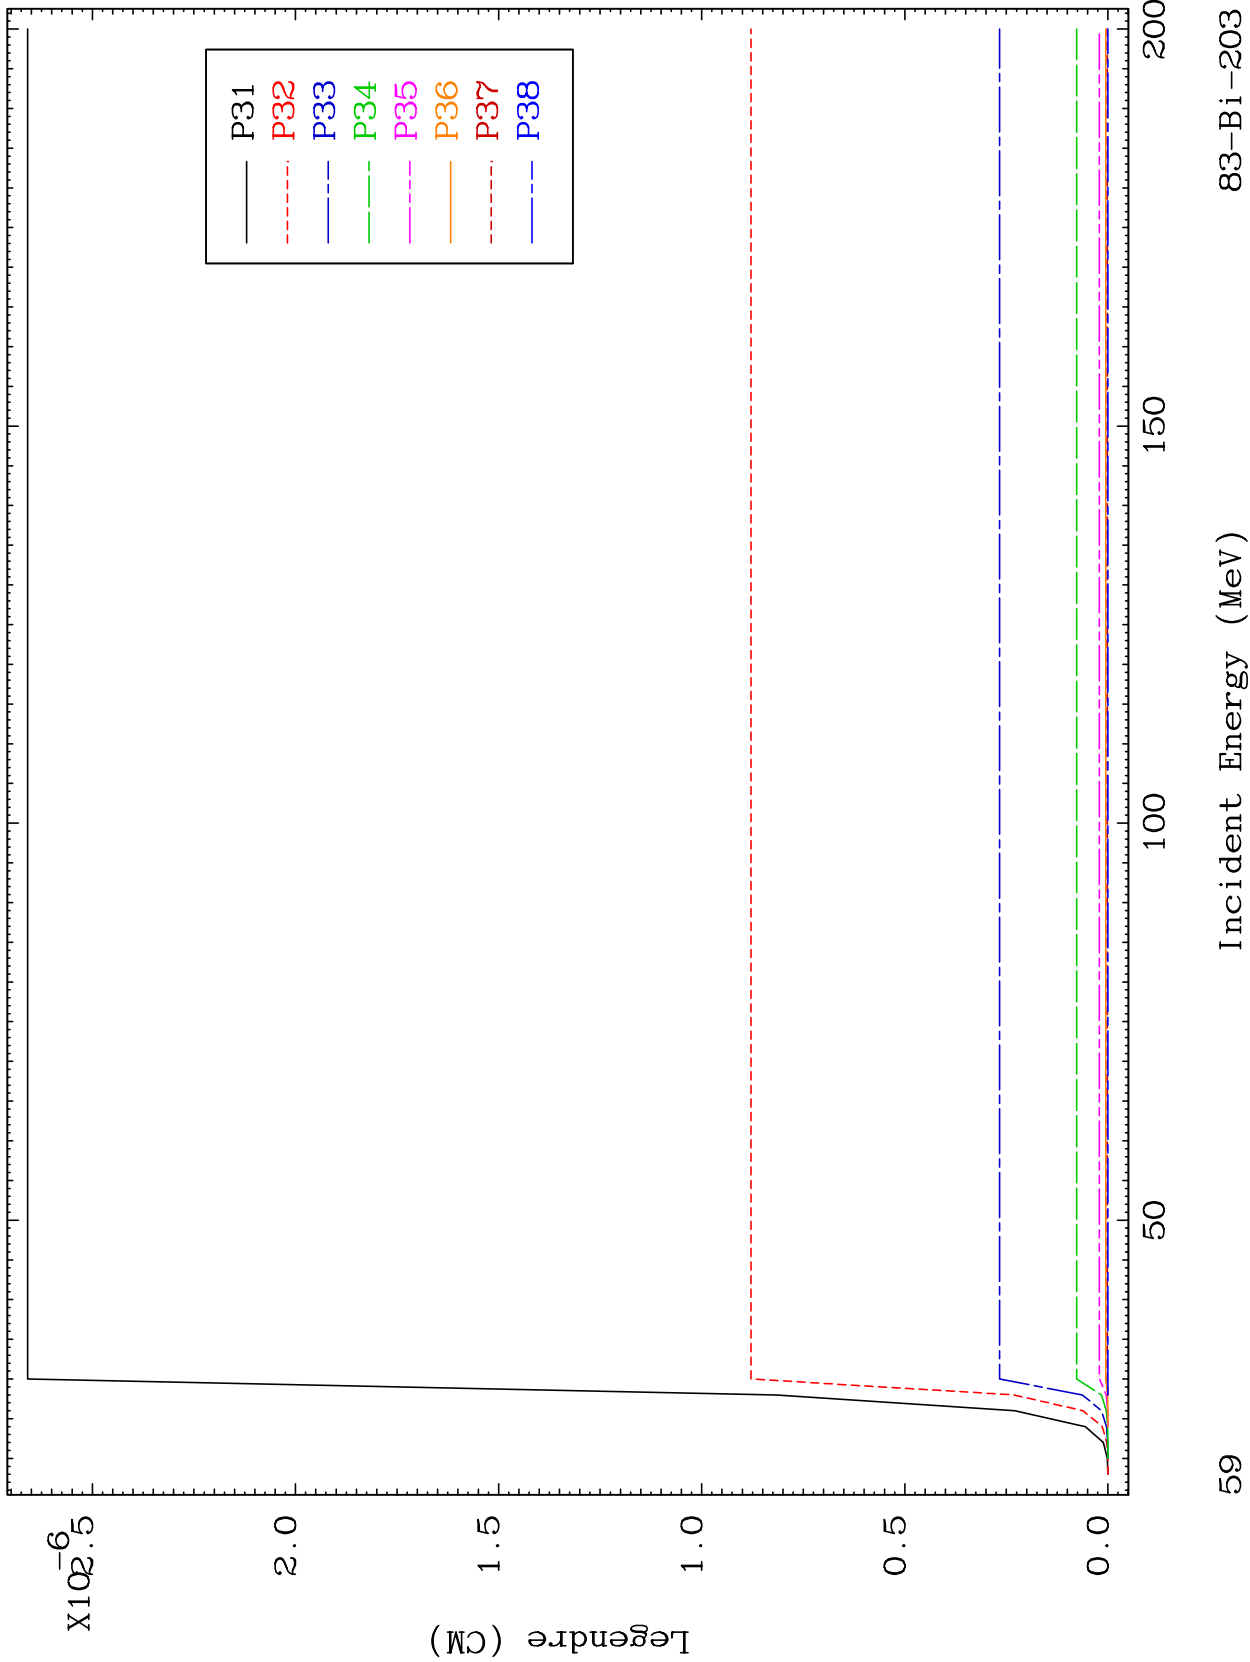 X10-6
2.5
2.0
1.5
1.0
0.5
0.0
Legendre (CM)
P31
P32
P33
P34
P35
P36
P37
P38
50
100
150
200
59
Incident Energy (MeV)
83-Bi-203